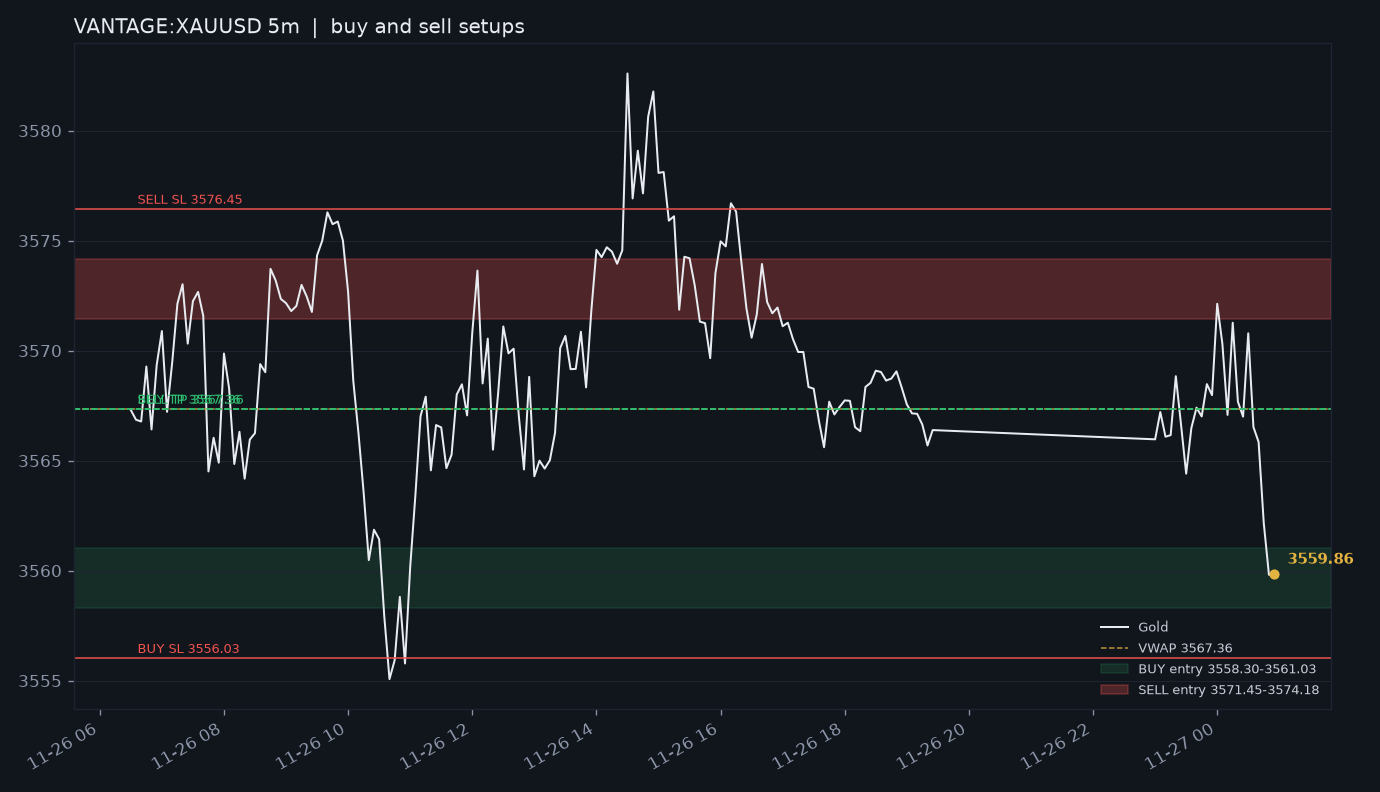 VANTAGE:XAUUSD 5m | buy and sell setups
3580
SELL SL 3576.45
3575
3570
3565
3560
3559.86
BUY SL 3556.03
3555
Gold
VWAP 3567.36
BUY entry 3558.30-3561.03
SELL entry 3571.45-3574.18
11-26 06
11-26 08
11-26 10
11-26 12
11-26 14
11-26 16
11-26 18
11-26 20
11-26 22
11-27 00